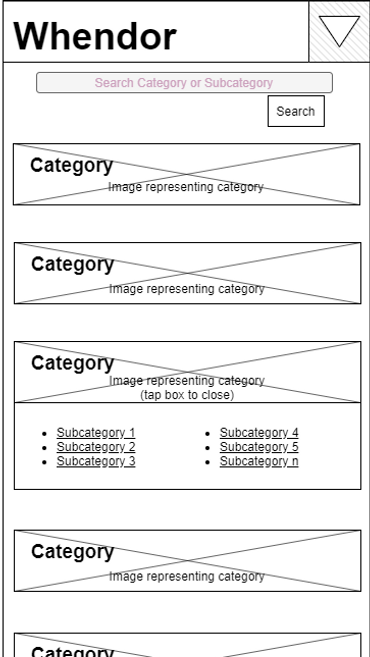 Whendor
Search Category or Subcategory
Search
Category
Image representing category
Category
Image representing category
Category
Image representing category
(tap box to close)
Subcategory 1
Subcategory 2
Subcategory 3
Subcategory 4
Subcategory 5
Subcategory n
Category
Image representing category
Category